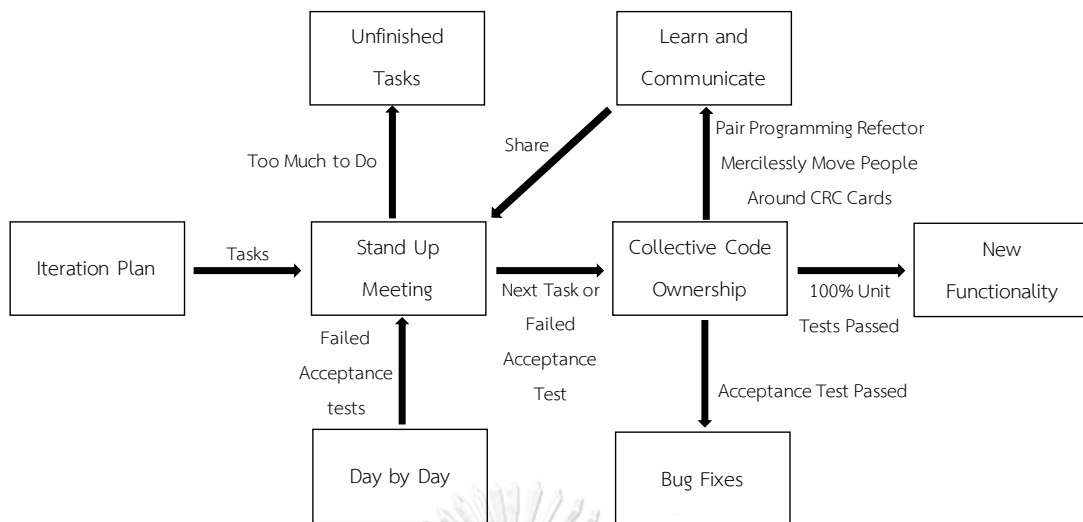 Unfinished
Tasks
Learn and
Communicate
Too Much to Do
Share
Pair Programming Refector
Mercilessly Move People
Around CRC Cards
Iteration Plan
Tasks
Stand Up
Meeting
Next Task or
Failed
Acceptance
Test
Collective Code
Ownership
100% Unit
Tests Passed
New
Functionality
Failed
Acceptance
tests
Acceptance Test Passed
Day by Day
Bug Fixes